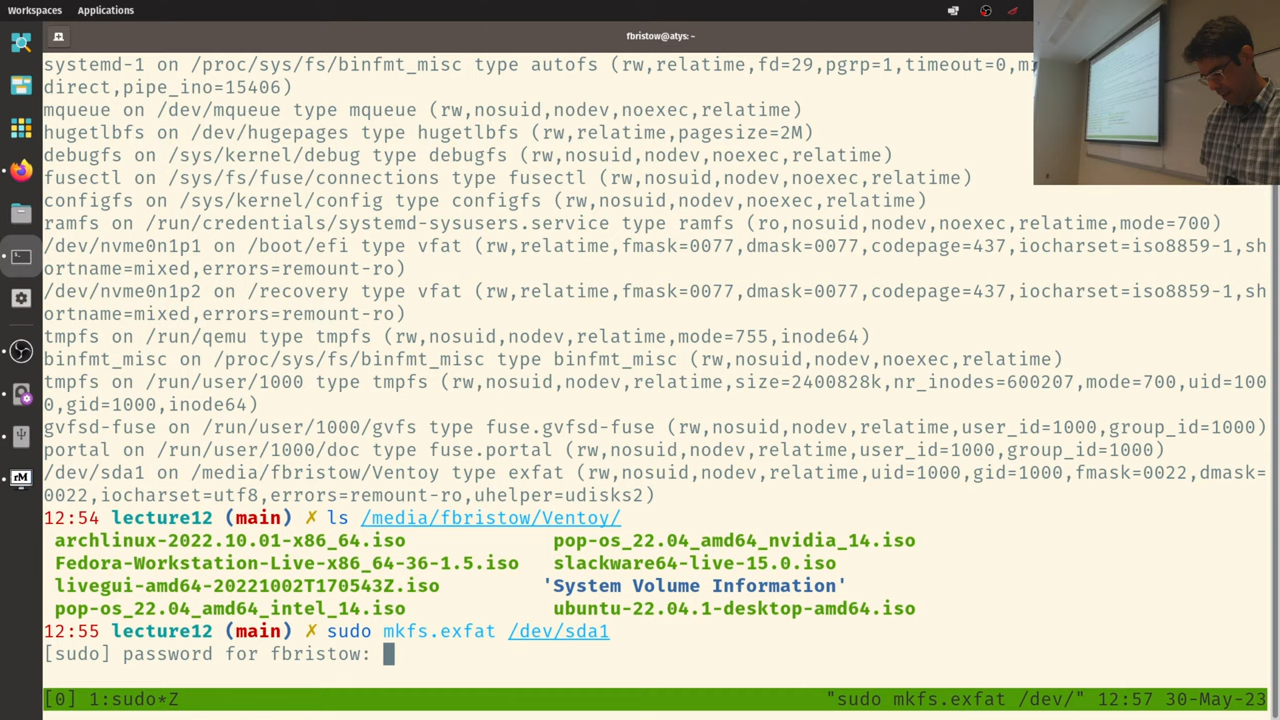 Workspaces Applications
fbristow@atys: ~
systemd-1 on /proc/sys/fs/binfmt_misc type autofs (rw,relatime,fd=29,pgrp=1,timeout=0,
direct,pipe_ino=15406)
mqueue on /dev/mqueue type mqueue (rw,nosuid,nodev,noexec,relatime)
hugetlbfs on /dev/hugepages type hugetlbfs (rw,relatime,pagesize=2M)
debugfs on /sys/kernel/debug type debugfs (rw,nosuid,nodev,noexec,relatime)
fusectl on /sys/fs/fuse/connections type fusectl (rw,nosuid,nodev,noexec,relatime)
configfs on /sys/kernel/config type configfs (rw,nosuid,nodev,noexec,relatime)
ramfs on /run/credentials/systemd-sysusers.service type ramfs (ro,nosuid,nodev,noexec,relatime,mode=700)
/dev/nvme0n1p1 on /boot/efi type vfat (rw,relatime,fmask=0077,dmask=0077,codepage=437,iocharset=iso8859-1,sh
ortname=mixed,errors=remount-ro)
/dev/nvme0n1p2 on /recovery type vfat (rw,relatime,fmask=0077,dmask=0077,codepage=437,iocharset=iso8859-1,sh
ortname=mixed,errors=remount-ro)
tmpfs on /run/qemu type tmpfs (rw,nosuid,nodev,relatime,mode=755,inode64)
binfmt_misc on /proc/sys/fs/binfmt_misc type binfmt_misc (rw,nosuid,nodev,noexec,relatime)
tmpfs on /run/user/1000 type tmpfs (rw,nosuid,nodev,relatime,size=2400828k,nr_inodes=600207,mode=700,uid=100
0,gid=1000,inode64)
gvfsd-fuse on /run/user/1000/gvfs type fuse.gvfsd-fuse (rw,nosuid,nodev,relatime,user_id=1000,group_id=1000)
portal on /run/user/1000/doc type fuse.portal (rw,nosuid,nodev,relatime,user_id=1000,group_id=1000)
/dev/sda1 on /media/fbristow/Ventoy type exfat (rw,nosuid,nodev,relatime,uid=1000,gid=1000,fmask=0022,dmask=
0022,iocharset=utf8,errors=remount-ro,uhelper=udisks2)
12:54 lecture12 (main) ✗ ls /media/fbristow/Ventoy/
archlinux-2022.10.01-x86_64.iso pop-os_22.04_amd64_nvidia_14.iso
Fedora-Workstation-Live-x86_64-36-1.5.iso slackware64-live-15.0.iso
livegui-amd64-20221002T170543Z.iso 'System Volume Information'
pop-os_22.04_amd64_intel_14.iso ubuntu-22.04.1-desktop-amd64.iso
12:55 lecture12 (main) ✗ sudo mkfs.exfat /dev/sda1
[sudo] password for fbristow:
[0] 1:sudo*Z "sudo mkfs.exfat /dev/" 12:57 30-May-23
rM